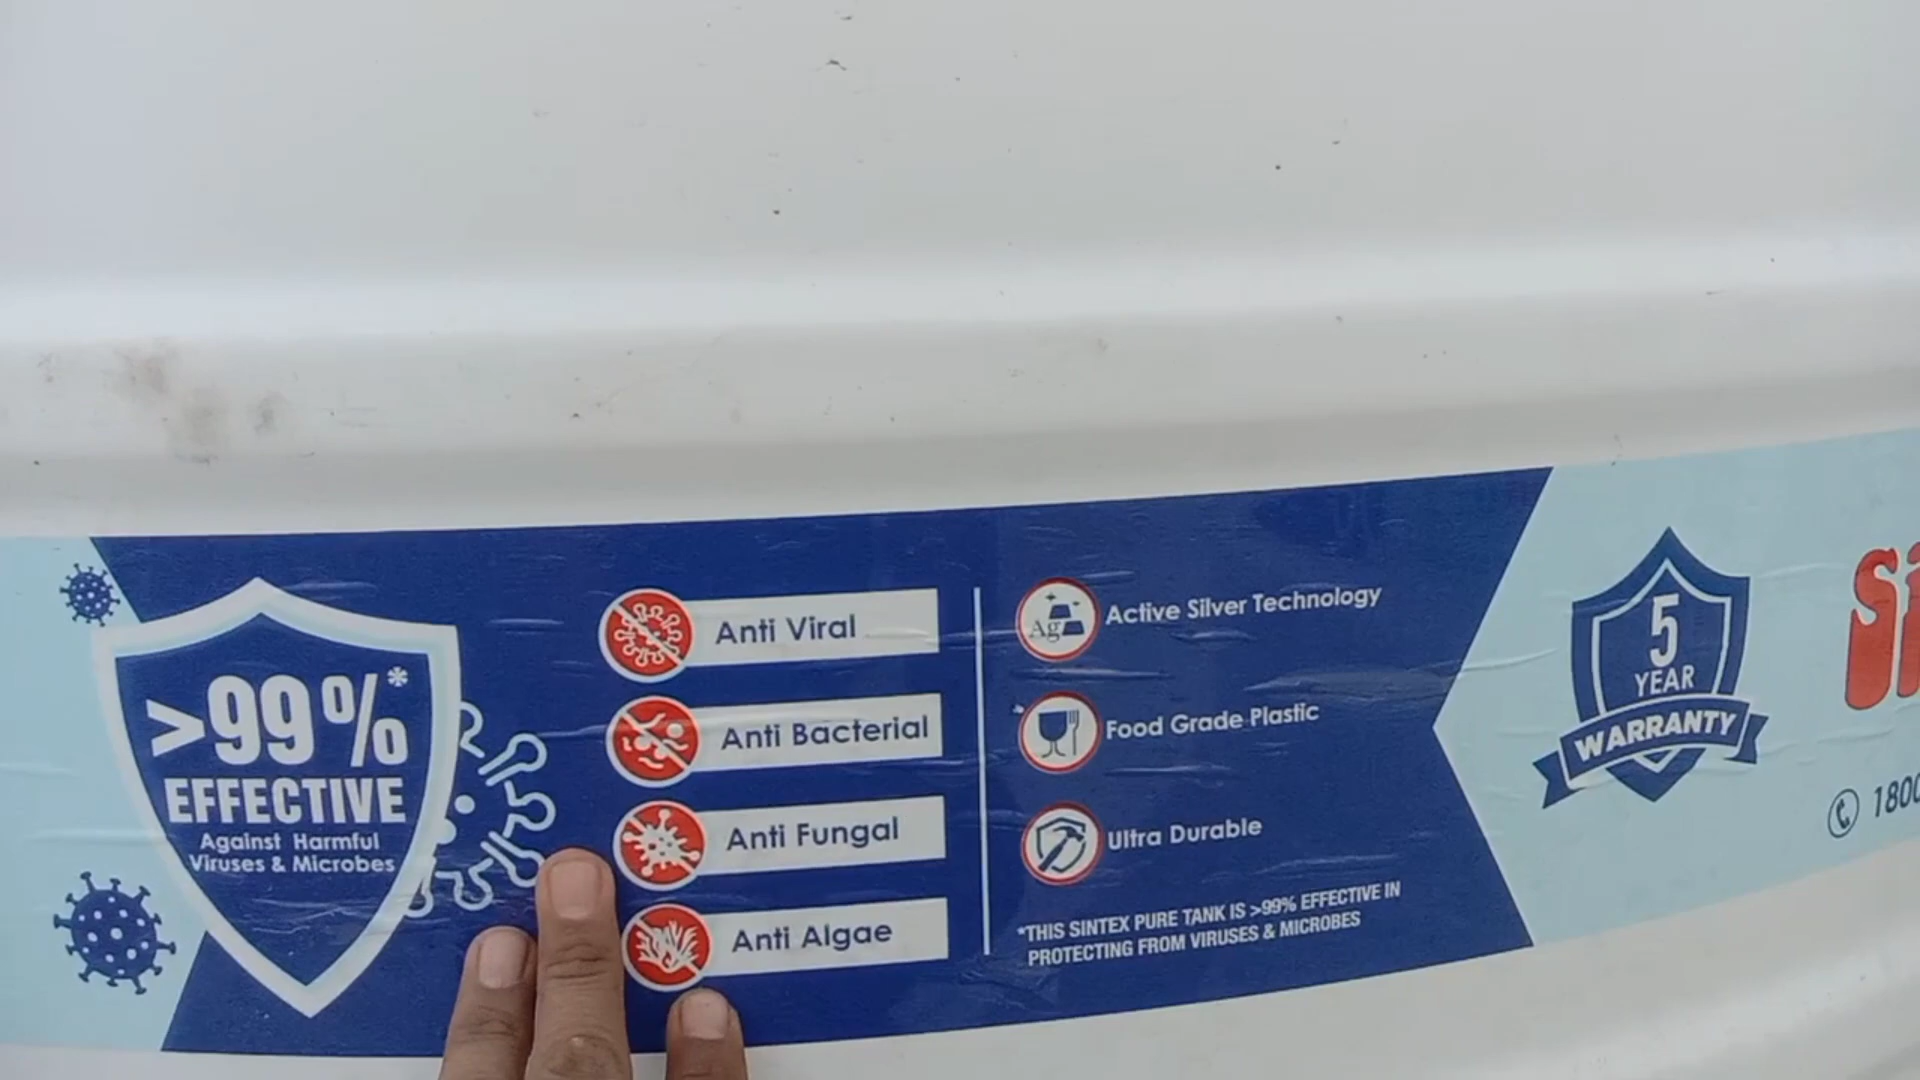 >99%*
EFFECTIVE
Against Harmful
Viruses & Microbes
Anti Viral
Anti Bacterial
Anti Fungal
Anti Algae
Ag
Active Silver Technology
Food Grade Plastic
Ultra Durable
*THIS SINTEX PURE TANK IS >99% EFFECTIVE IN
PROTECTING FROM VIRUSES & MICROBES
5
YEAR
WARRANTY
Si
1800